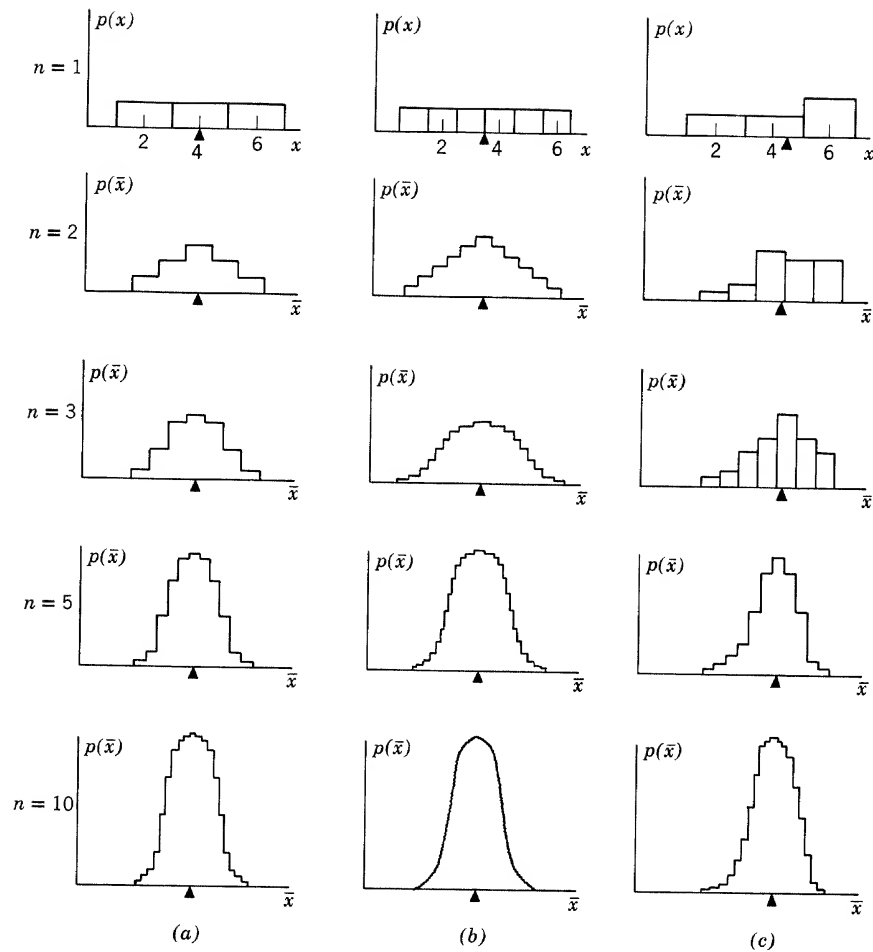 p(x) p(x) p(x)
n = 1
2 4 6 x 2 4 6 x 2 4 6 x
p(x̄) p(x̄) p(x̄)
n = 2
x̄ x̄ x̄
p(x̄) p(x̄) p(x̄)
n = 3
x̄ x̄ x̄
p(x̄) p(x̄) p(x̄)
n = 5
x̄ x̄ x̄
p(x̄) p(x̄) p(x̄)
n = 10
x̄ x̄ x̄
(a) (b) (c)